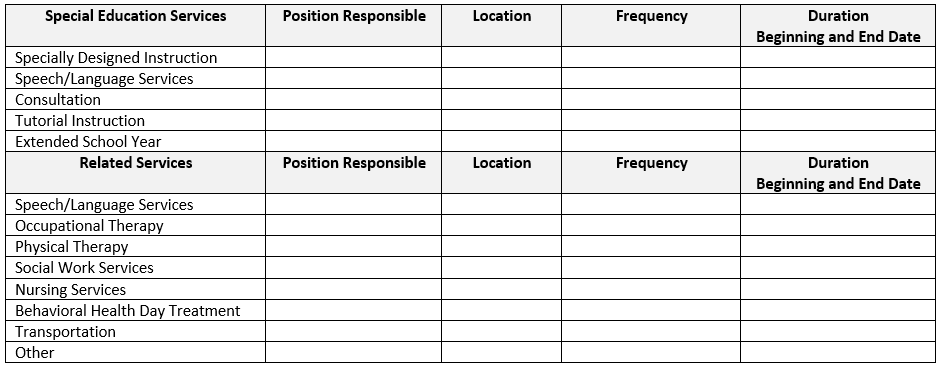 Special Education Services Position Responsible Location Frequency Duration
Beginning and End Date
Specially Designed Instruction
Speech/Language Services
Consultation
Tutorial Instruction
Extended School Year
Related Services Position Responsible Location Frequency Duration
Beginning and End Date
Speech/Language Services
Occupational Therapy
Physical Therapy
Social Work Services
Nursing Services
Behavioral Health Day Treatment
Transportation
Other